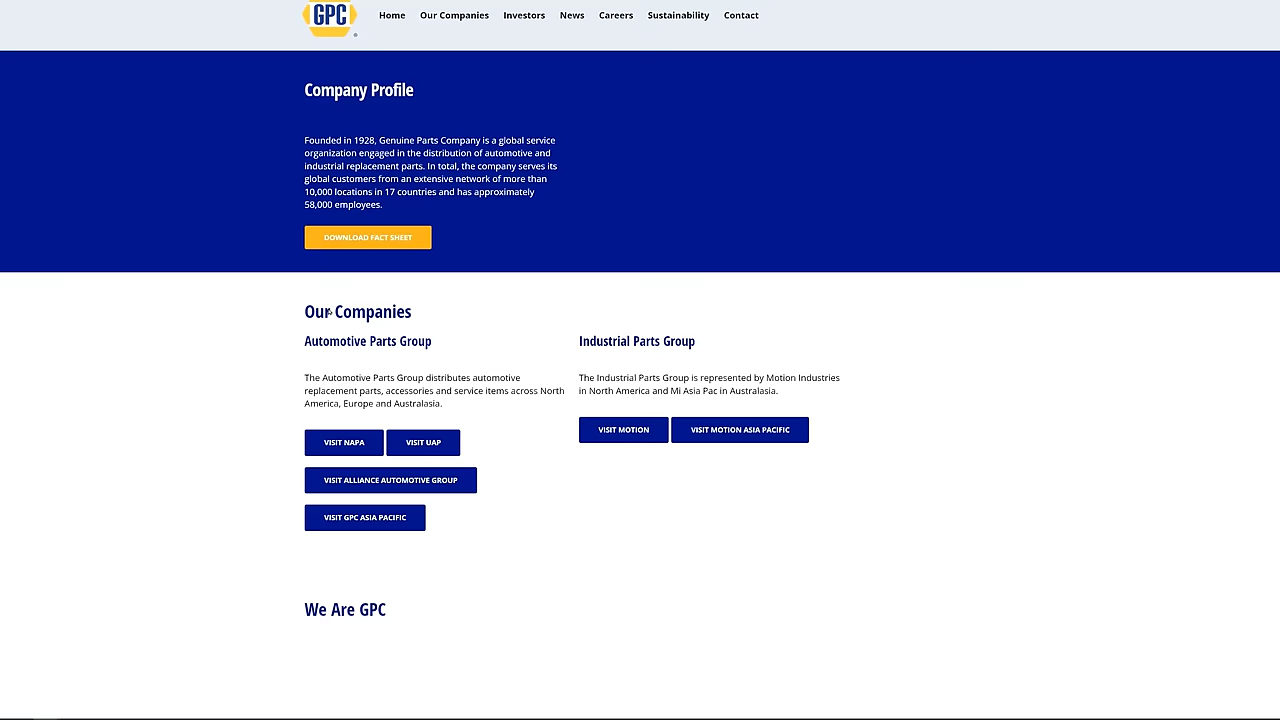 GPC
Home Our Companies Investors News Careers Sustainability Contact
Company Profile
Founded in 1928, Genuine Parts Company is a global service
organization engaged in the distribution of automotive and
industrial replacement parts. In total, the company serves its
global customers from an extensive network of more than
10,000 locations in 17 countries and has approximately
58,000 employees.
DOWNLOAD FACT SHEET
Our Companies
Automotive Parts Group
The Automotive Parts Group distributes automotive
replacement parts, accessories and service items across North
America, Europe and Australasia.
VISIT NAPA VISIT UAP
VISIT ALLIANCE AUTOMOTIVE GROUP
VISIT GPC ASIA PACIFIC
Industrial Parts Group
The Industrial Parts Group is represented by Motion Industries
in North America and Mi Asia Pac in Australasia.
VISIT MOTION VISIT MOTION ASIA PACIFIC
We Are GPC